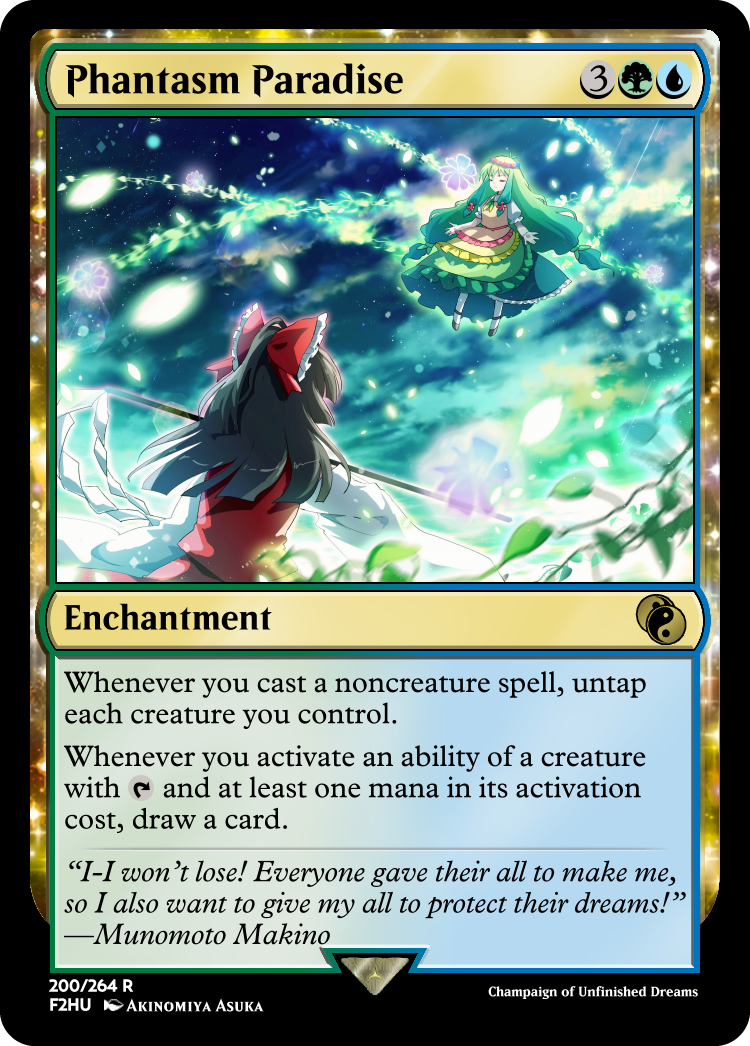 Phantasm Paradise 3
Enchantment
Whenever you cast a noncreature spell, untap
each creature you control.
Whenever you activate an ability of a creature
with and at least one mana in its activation
cost, draw a card.
“I-I won’t lose! Everyone gave their all to make me,
so I also want to give my all to protect their dreams!”
—Munomoto Makino
200/264 R
F2HU Akinomiya Asuka
Champaign of Unfinished Dreams